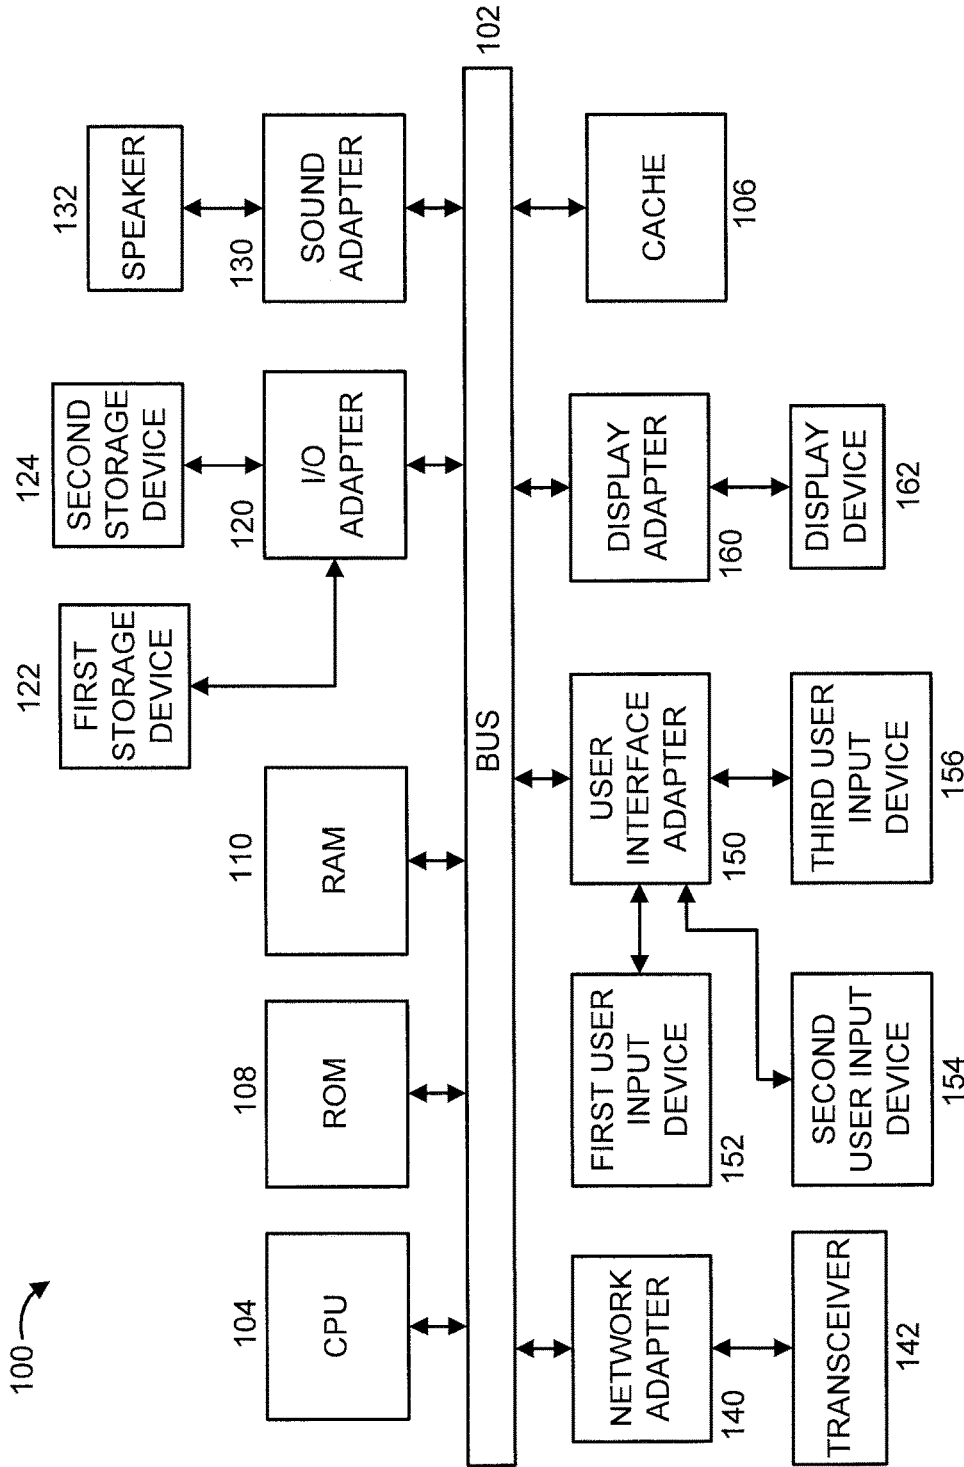 100
104
CPU
108
ROM
110
RAM
122
FIRST
STORAGE
DEVICE
124
SECOND
STORAGE
DEVICE
120
I/O
ADAPTER
132
SPEAKER
130
SOUND
ADAPTER
BUS
102
NETWORK
ADAPTER
140
TRANSCEIVER
142
FIRST USER
INPUT
DEVICE
152
SECOND
USER INPUT
DEVICE
154
USER
INTERFACE
ADAPTER
150
THIRD USER
INPUT
DEVICE
156
DISPLAY
ADAPTER
160
DISPLAY
DEVICE
162
CACHE
106